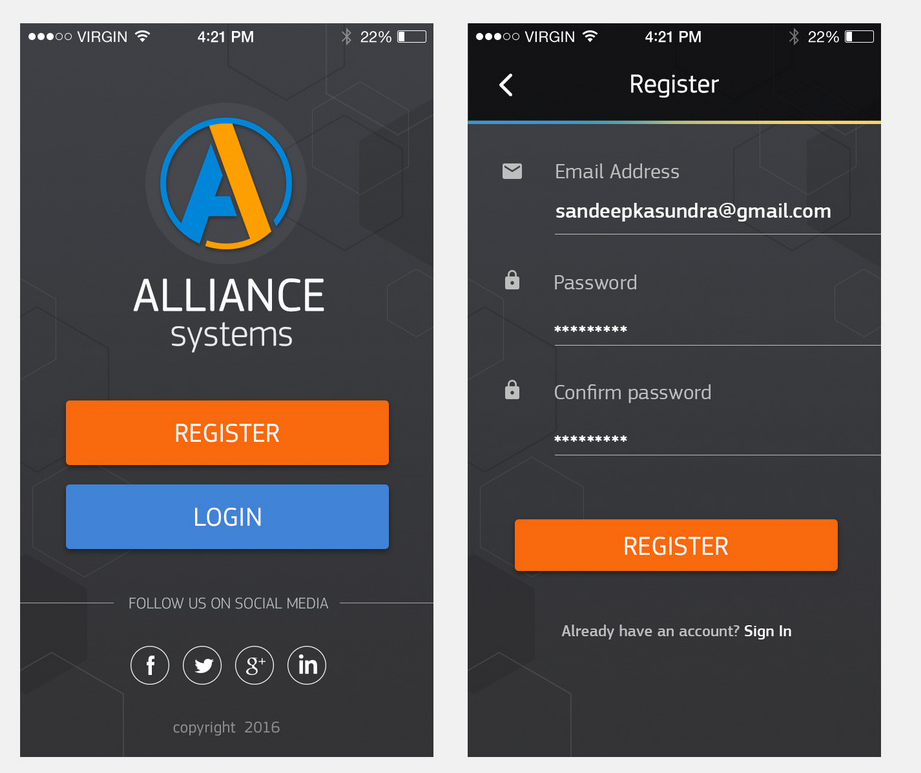 VIRGIN 4:21 PM 22%
ALLIANCE
systems
REGISTER
LOGIN
FOLLOW US ON SOCIAL MEDIA
f g+ in
copyright 2016
VIRGIN 4:21 PM 22%
Register
Email Address
sandeepkasundra@gmail.com
Password
*********
Confirm password
*********
REGISTER
Already have an account? Sign In